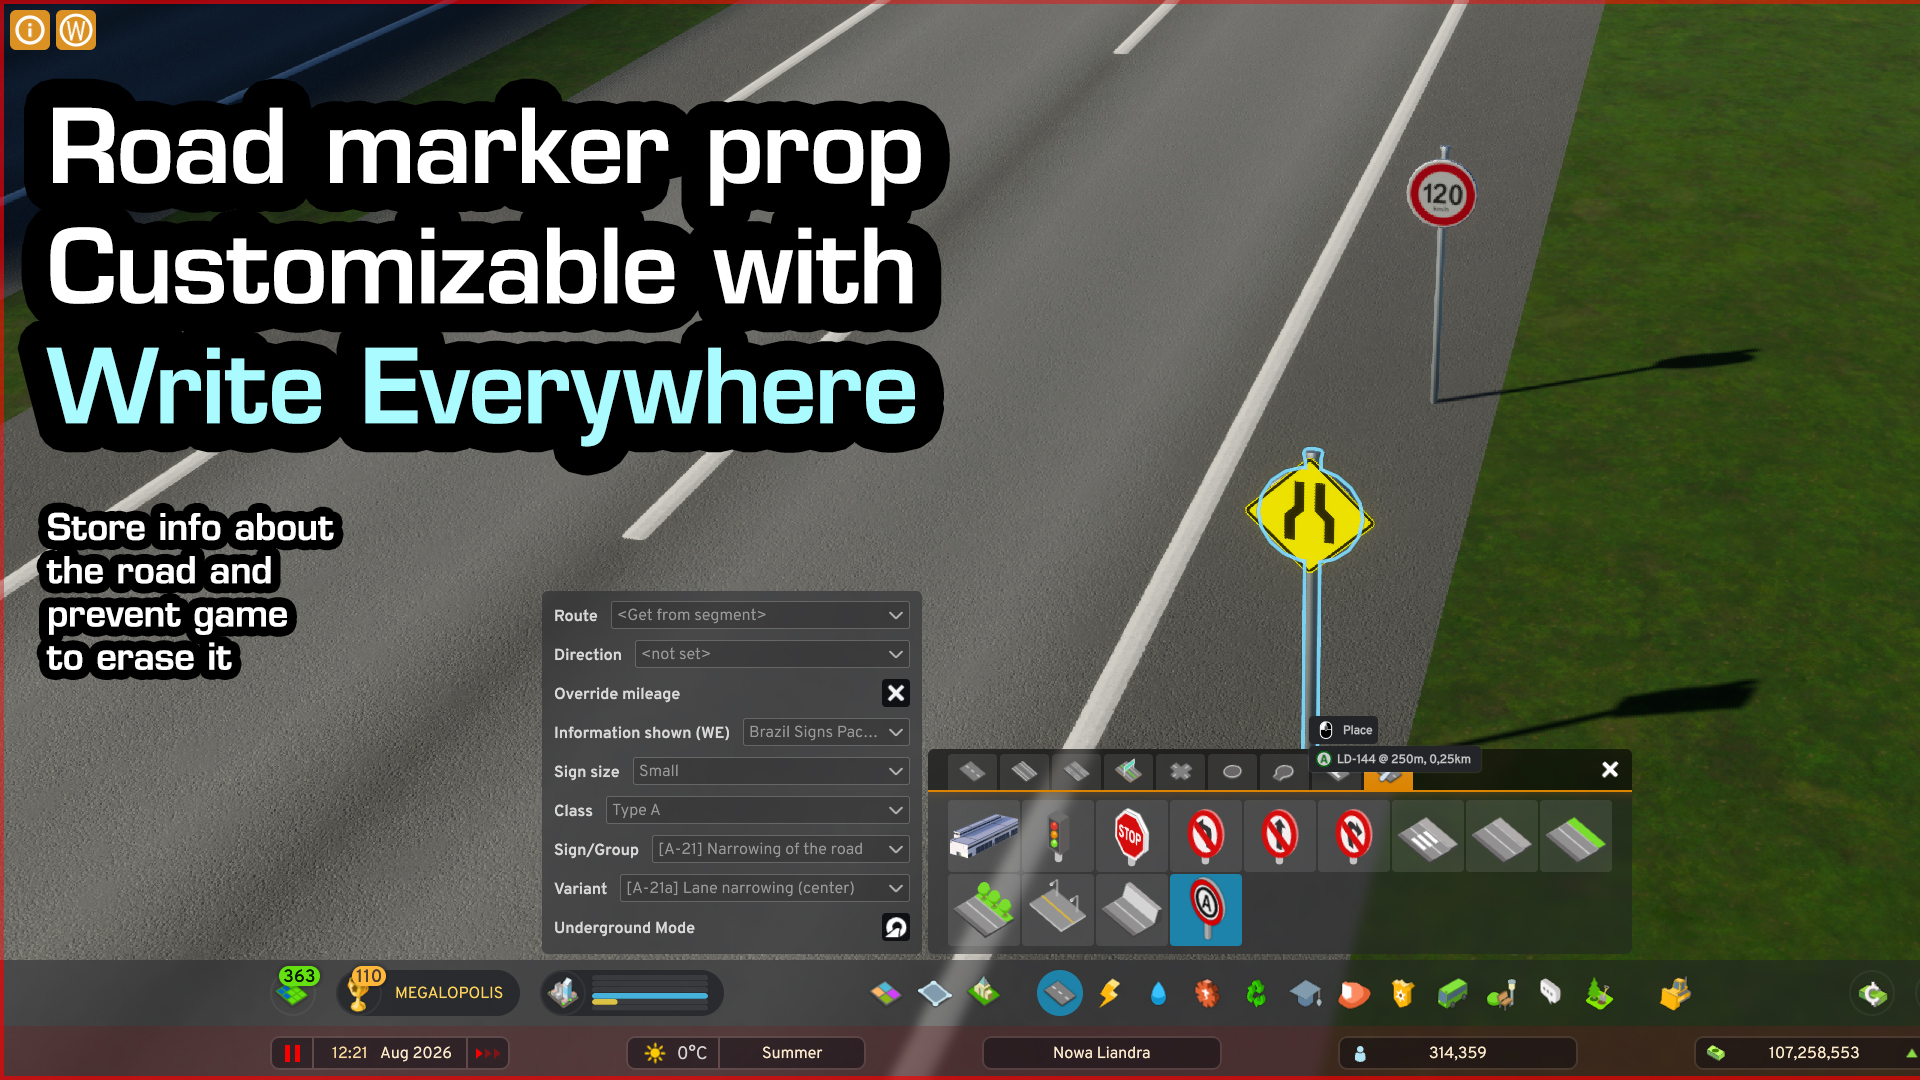 i W
Road marker prop
Customizable with
Write Everywhere
120
km/h
Store info about
the road and
prevent game
to erase it
Route <Get from segment>
Direction <not set>
Override mileage
Information shown (WE) Brazil Signs Pac...
Sign size Small
Class Type A
Sign/Group [A-21] Narrowing of the road
Variant [A-21a] Lane narrowing (center)
Underground Mode
Place
A LD-144 @ 250m, 0,25km
STOP
A
363
110
MEGALOPOLIS
12:21 Aug 2026
0°C
Summer
Nowa Liandra
314,359
107,258,553